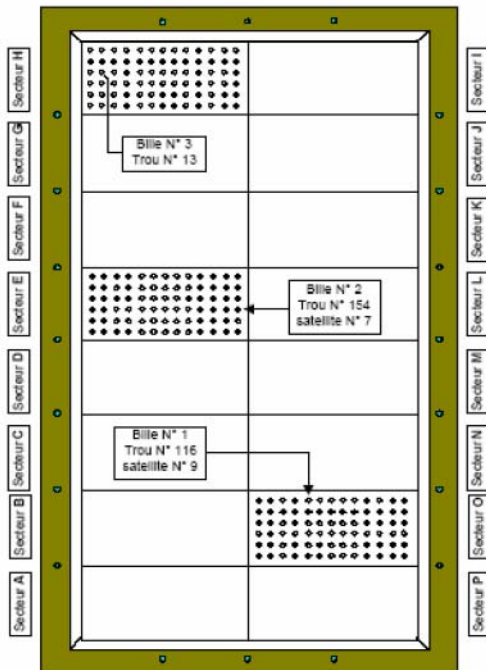 Secteur H
Secteur I
Secteur G
Secteur J
Bille N° 3
Trou N° 13
Secteur F
Secteur K
Secteur E
Secteur L
Bille N° 2
Trou N° 154
satellite N° 7
Secteur D
Secteur M
Secteur C
Secteur N
Bille N° 1
Trou N° 116
satellite N° 9
Secteur B
Secteur O
Secteur A
Secteur P